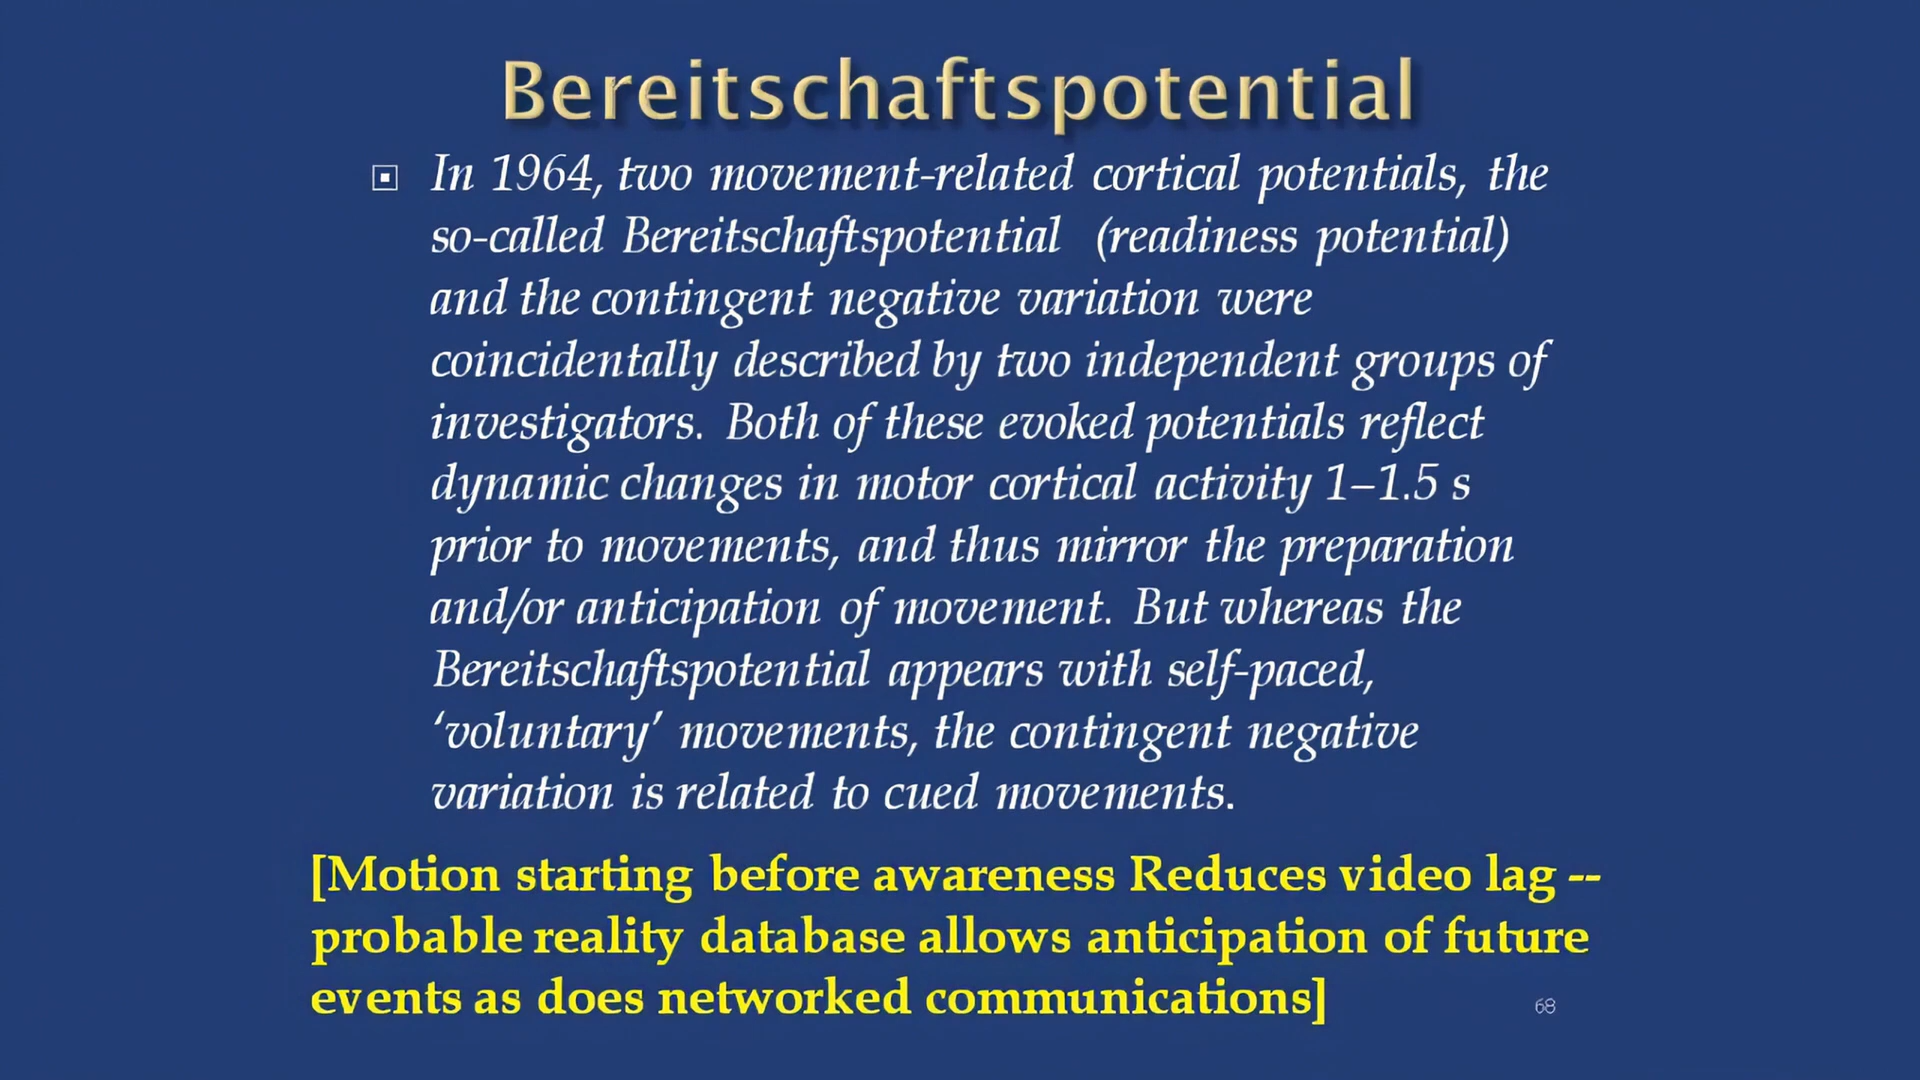 Bereitschaftspotential
In 1964, two movement-related cortical potentials, the
so-called Bereitschaftspotential (readiness potential)
and the contingent negative variation were
coincidentally described by two independent groups of
investigators. Both of these evoked potentials reflect
dynamic changes in motor cortical activity 1–1.5 s
prior to movements, and thus mirror the preparation
and/or anticipation of movement. But whereas the
Bereitschaftspotential appears with self-paced,
‘voluntary’ movements, the contingent negative
variation is related to cued movements.
[Motion starting before awareness Reduces video lag --
probable reality database allows anticipation of future
events as does networked communications]
68